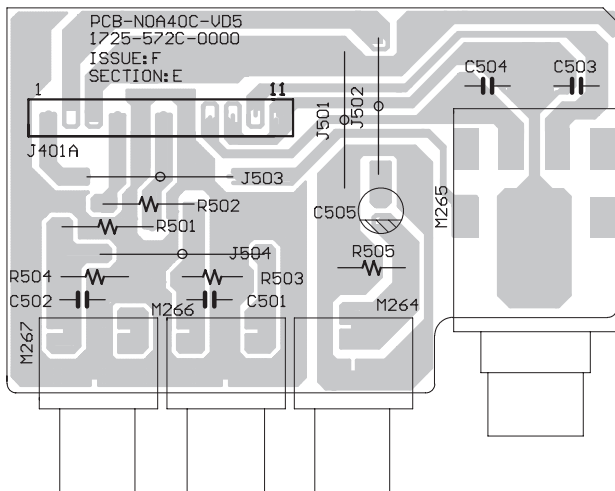 PCB-NOA40C-VD5
1725-572C-0000
ISSUE:F
SECTION:E
1
11
J401A
J501
J502
C504
C503
J503
R502
C505
M265
R501
J504
R505
R504
R503
C502
M266
C501
M264
M267